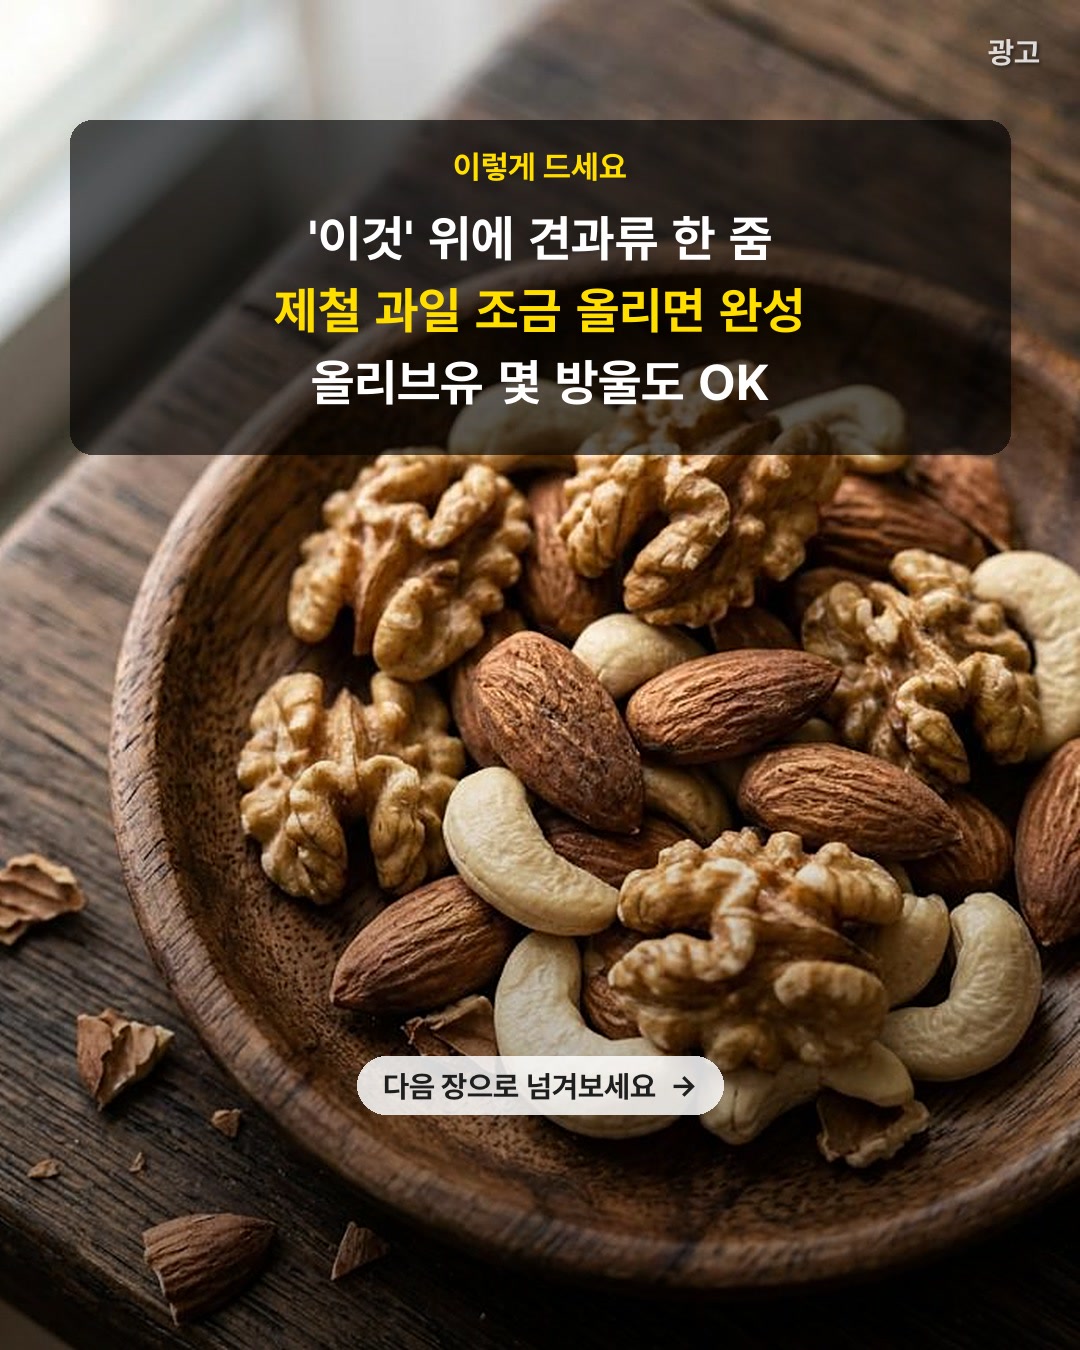 광고
이렇게 드세요
'이것' 위에 견과류 한 줌
제철 과일 조금 올리면 완성
올리브유 몇 방울도 OK
다음 장으로 넘겨보세요 →